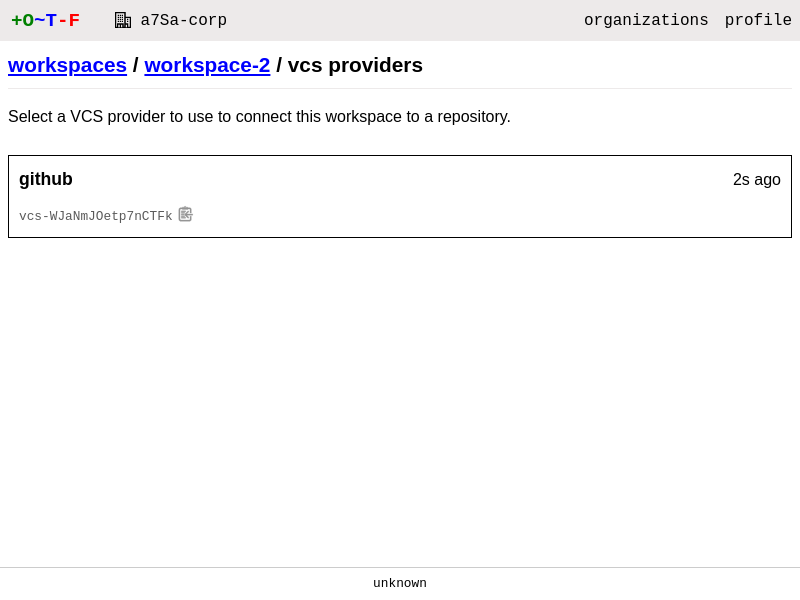 +O~T-F a7Sa-corp organizations profile
workspaces / workspace-2 / vcs providers
Select a VCS provider to use to connect this workspace to a repository.
github 2s ago
vcs-WJaNmJOetp7nCTFk
unknown